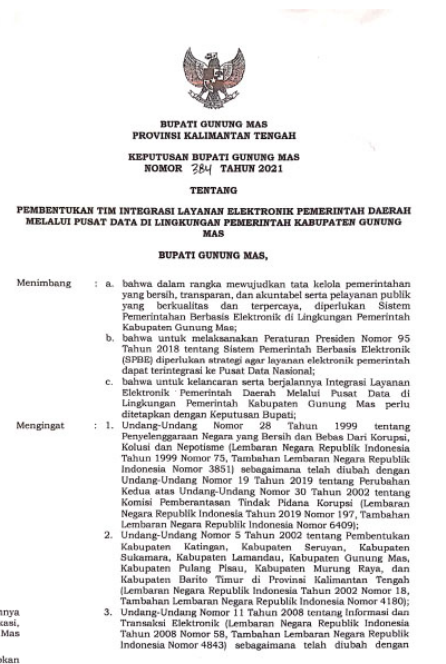 BUPATI GUNUNG MAS
PROVINSI KALIMANTAN TENGAH
KEPUTUSAN BUPATI GUNUNG MAS
NOMOR 384 TAHUN 2021
TENTANG
PEMBENTUKAN TIM INTEGRASI LAYANAN ELEKTRONIK PEMERINTAH DAERAH
MELALUI PUSAT DATA DI LINGKUNGAN PEMERINTAH KABUPATEN GUNUNG
MAS
BUPATI GUNUNG MAS,
Menimbang : a. bahwa dalam rangka mewujudkan tata kelola pemerintahan
yang bersih, transparan, dan akuntabel serta pelayanan publik
yang berkualitas dan terpercaya, diperlukan Sistem
Pemerintahan Berbasis Elektronik di Lingkungan Pemerintah
Kabupaten Gunung Mas;
b. bahwa untuk melaksanakan Peraturan Presiden Nomor 95
Tahun 2018 tentang Sistem Pemerintah Berbasis Elektronik
(SPBE) diperlukan strategi agar layanan elektronik pemerintah
dapat terintegrasi ke Pusat Data Nasional;
c. bahwa untuk kelancaran serta berjalannya Integrasi Layanan
Elektronik Pemerintah Daerah Melalui Pusat Data di
Lingkungan Pemerintah Kabupaten Gunung Mas perlu
ditetapkan dengan Keputusan Bupati;
Mengingat : 1. Undang-Undang Nomor 28 Tahun 1999 tentang
Penyelenggaraan Negara yang Bersih dan Bebas Dari Korupsi,
Kolusi dan Nepotisme (Lembaran Negara Republik Indonesia
Tahun 1999 Nomor 75, Tambahan Lembaran Negara Republik
Indonesia Nomor 3851) sebagaimana telah diubah dengan
Undang-Undang Nomor 19 Tahun 2019 tentang Perubahan
Kedua atas Undang-Undang Nomor 30 Tahun 2002 tentang
Komisi Pemberantasan Tindak Pidana Korupsi (Lembaran
Negara Republik Indonesia Tahun 2019 Nomor 197, Tambahan
Lembaran Negara Republik Indonesia Nomor 6409);
2. Undang-Undang Nomor 5 Tahun 2002 tentang Pembentukan
Kabupaten Katingan, Kabupaten Seruyan, Kabupaten
Sukamara, Kabupaten Lamandau, Kabupaten Gunung Mas,
Kabupaten Pulang Pisau, Kabupaten Murung Raya, dan
Kabupaten Barito Timur di Provinsi Kalimantan Tengah
(Lembaran Negara Republik Indonesia Tahun 2002 Nomor 18,
Tambahan Lembaran Negara Republik Indonesia Nomor 4180);
3. Undang-Undang Nomor 11 Tahun 2008 tentang Informasi dan
Transaksi Elektronik (Lembaran Negara Republik Indonesia
Tahun 2008 Nomor 58, Tambahan Lembaran Negara Republik
Indonesia Nomor 4843) sebagaimana telah diubah dengan
nnya
kasi,
Mas
pkan